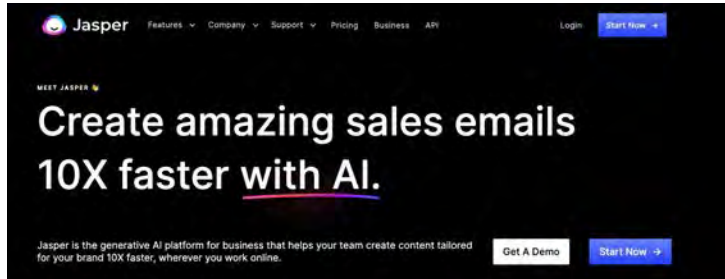 Jasper Features Company Support Pricing Business API Login Start Now →
MEET JASPER 👋
Create amazing sales emails
10X faster with AI.
Jasper is the generative AI platform for business that helps your team create content tailored
for your brand 10X faster, wherever you work online.
Get A Demo Start Now →